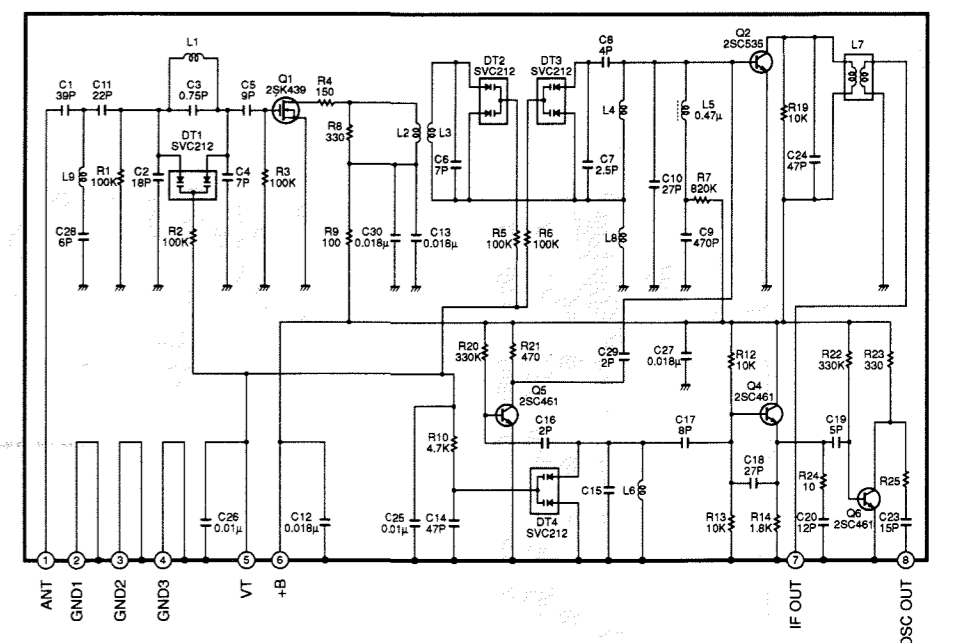 L1
C1
39P
C11
22P
C3
0.75P
C5
9P
Q1
2SK439
R4
150
DT1
SVC212
R8
330
L2
L3
DT2
SVC212
DT3
SVC212
C8
4P
Q2
2SC535
L7
L4
L5
0.47μ
R19
10K
C24
47P
L9
R1
100K
C2
18P
C4
7P
R3
100K
C6
7P
C7
2.5P
C10
27P
R7
820K
C28
6P
R2
100K
R9
100
C30
0.018μ
C13
0.018μ
R5
100K
R6
100K
L8
C9
470P
R20
330K
R21
470
C29
2P
C27
0.018μ
R12
10K
R22
330K
R23
330
Q5
2SC461
Q4
2SC461
R10
4.7K
C16
2P
C17
8P
C19
5P
C18
27P
R24
10
R25
C15
L6
DT4
SVC212
Q6
2SC461
C26
0.01μ
C12
0.018μ
C25
0.01μ
C14
47P
R13
10K
R14
1.8K
C20
12P
C23
15P
1
2
3
4
5
6
7
8
ANT
GND1
GND2
GND3
VT
+B
IF OUT
OSC OUT